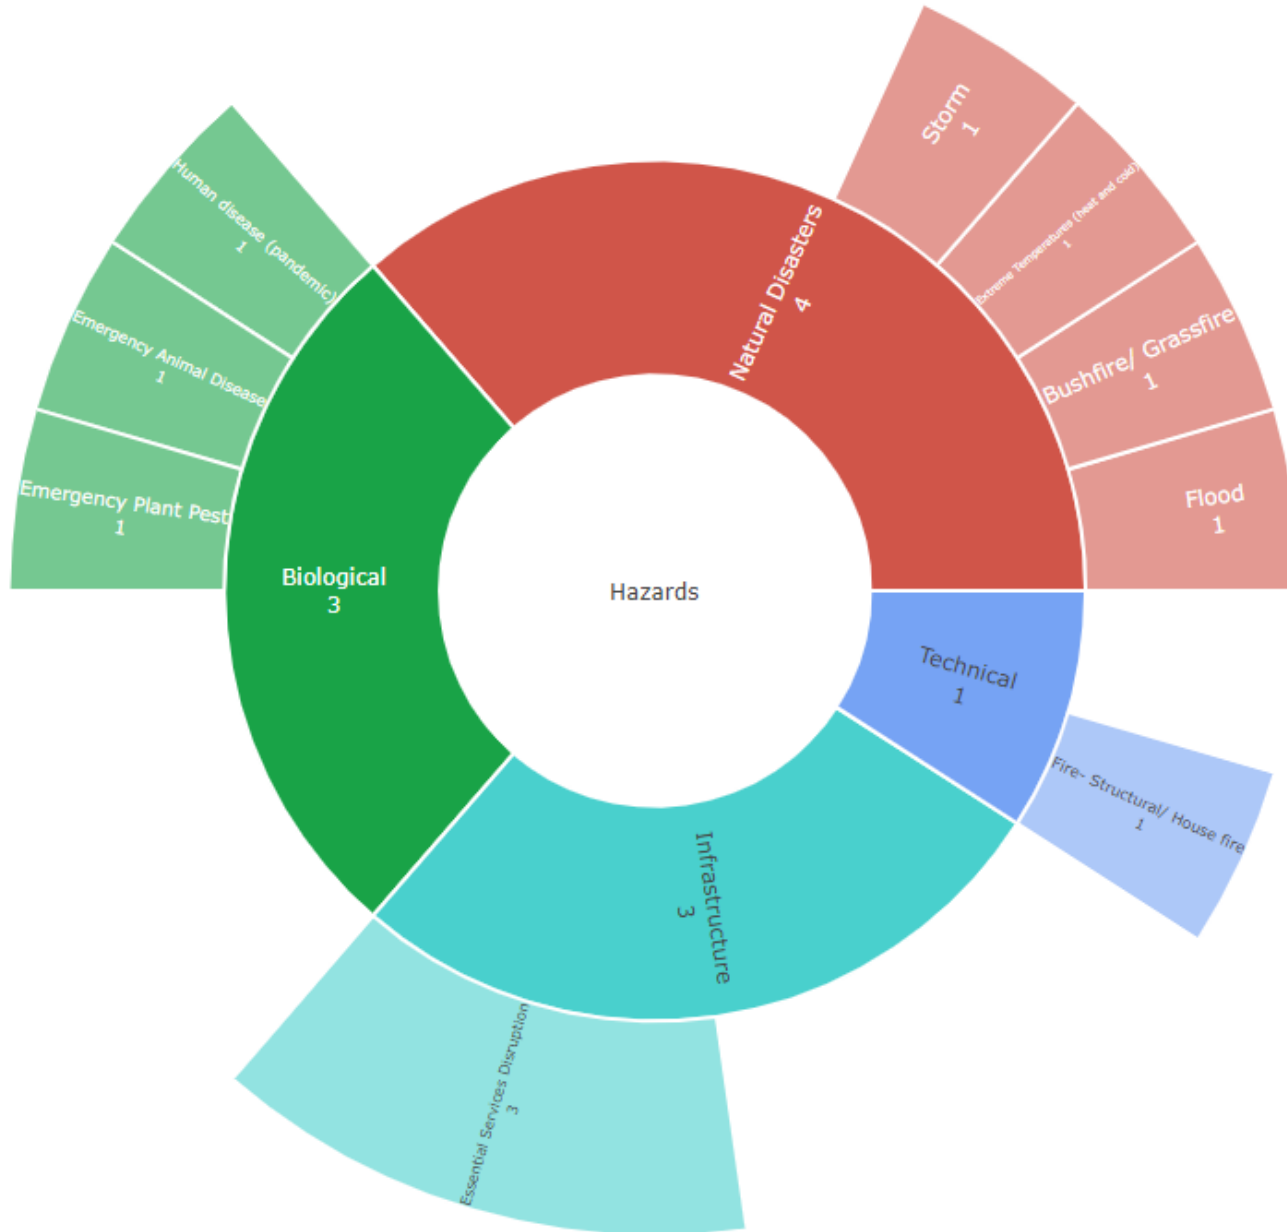 Storm
1
Extreme Temperatures (heat and cold)
1
Bushfire/ Grassfire
1
Flood
1
Natural Disasters
4
Human disease (pandemic)
1
Emergency Animal Disease
1
Emergency Plant Pest
1
Biological
3
Hazards
Technical
1
Fire- Structural/ House fire
1
Infrastructure
3
Essential Services Disruption
3